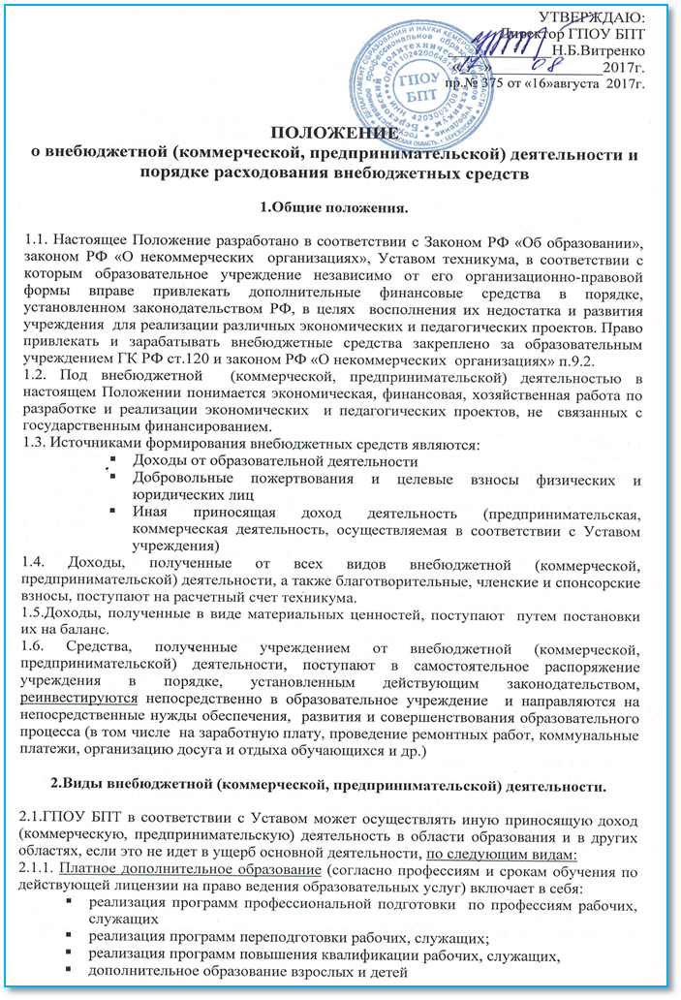 УТВЕРЖДАЮ:
Директор ГПОУ БПТ
Н.Б.Витренко
«17» 08 2017г.
пр.№ 375 от «16»августа 2017г.
ГПОУ
БПТ
ПОЛОЖЕНИЕ
о внебюджетной (коммерческой, предпринимательской) деятельности и
порядке расходования внебюджетных средств
1.Общие положения.
1.1. Настоящее Положение разработано в соответствии с Законом РФ «Об образовании»,
законом РФ «О некоммерческих организациях», Уставом техникума, в соответствии с
которым образовательное учреждение независимо от его организационно-правовой
формы вправе привлекать дополнительные финансовые средства в порядке,
установленном законодательством РФ, в целях восполнения их недостатка и развития
учреждения для реализации различных экономических и педагогических проектов. Право
привлекать и зарабатывать внебюджетные средства закреплено за образовательным
учреждением ГК РФ ст.120 и законом РФ «О некоммерческих организациях» п.9.2.
1.2. Под внебюджетной (коммерческой, предпринимательской) деятельностью в
настоящем Положении понимается экономическая, финансовая, хозяйственная работа по
разработке и реализации экономических и педагогических проектов, не связанных с
государственным финансированием.
1.3. Источниками формирования внебюджетных средств являются:
▪ Доходы от образовательной деятельности
▪ Добровольные пожертвования и целевые взносы физических и
юридических лиц
▪ Иная приносящая доход деятельность (предпринимательская,
коммерческая деятельность, осуществляемая в соответствии с Уставом
учреждения)
1.4. Доходы, полученные от всех видов внебюджетной (коммерческой,
предпринимательской) деятельности, а также благотворительные, членские и спонсорские
взносы, поступают на расчетный счет техникума.
1.5.Доходы, полученные в виде материальных ценностей, поступают путем постановки
их на баланс.
1.6. Средства, полученные учреждением от внебюджетной (коммерческой,
предпринимательской) деятельности, поступают в самостоятельное распоряжение
учреждения в порядке, установленным действующим законодательством,
реинвестируются непосредственно в образовательное учреждение и направляются на
непосредственные нужды обеспечения, развития и совершенствования образовательного
процесса (в том числе на заработную плату, проведение ремонтных работ, коммунальные
платежи, организацию досуга и отдыха обучающихся и др.)
2.Виды внебюджетной (коммерческой, предпринимательской) деятельности.
2.1.ГПОУ БПТ в соответствии с Уставом может осуществлять иную приносящую доход
(коммерческую, предпринимательскую) деятельность в области образования и в других
областях, если это не идет в ущерб основной деятельности, по следующим видам:
2.1.1. Платное дополнительное образование (согласно профессиям и срокам обучения по
действующей лицензии на право ведения образовательных услуг) включает в себя:
▪ реализация программ профессиональной подготовки по профессиям рабочих,
служащих
▪ реализация программ переподготовки рабочих, служащих;
▪ реализация программ повышения квалификации рабочих, служащих,
▪ дополнительное образование взрослых и детей